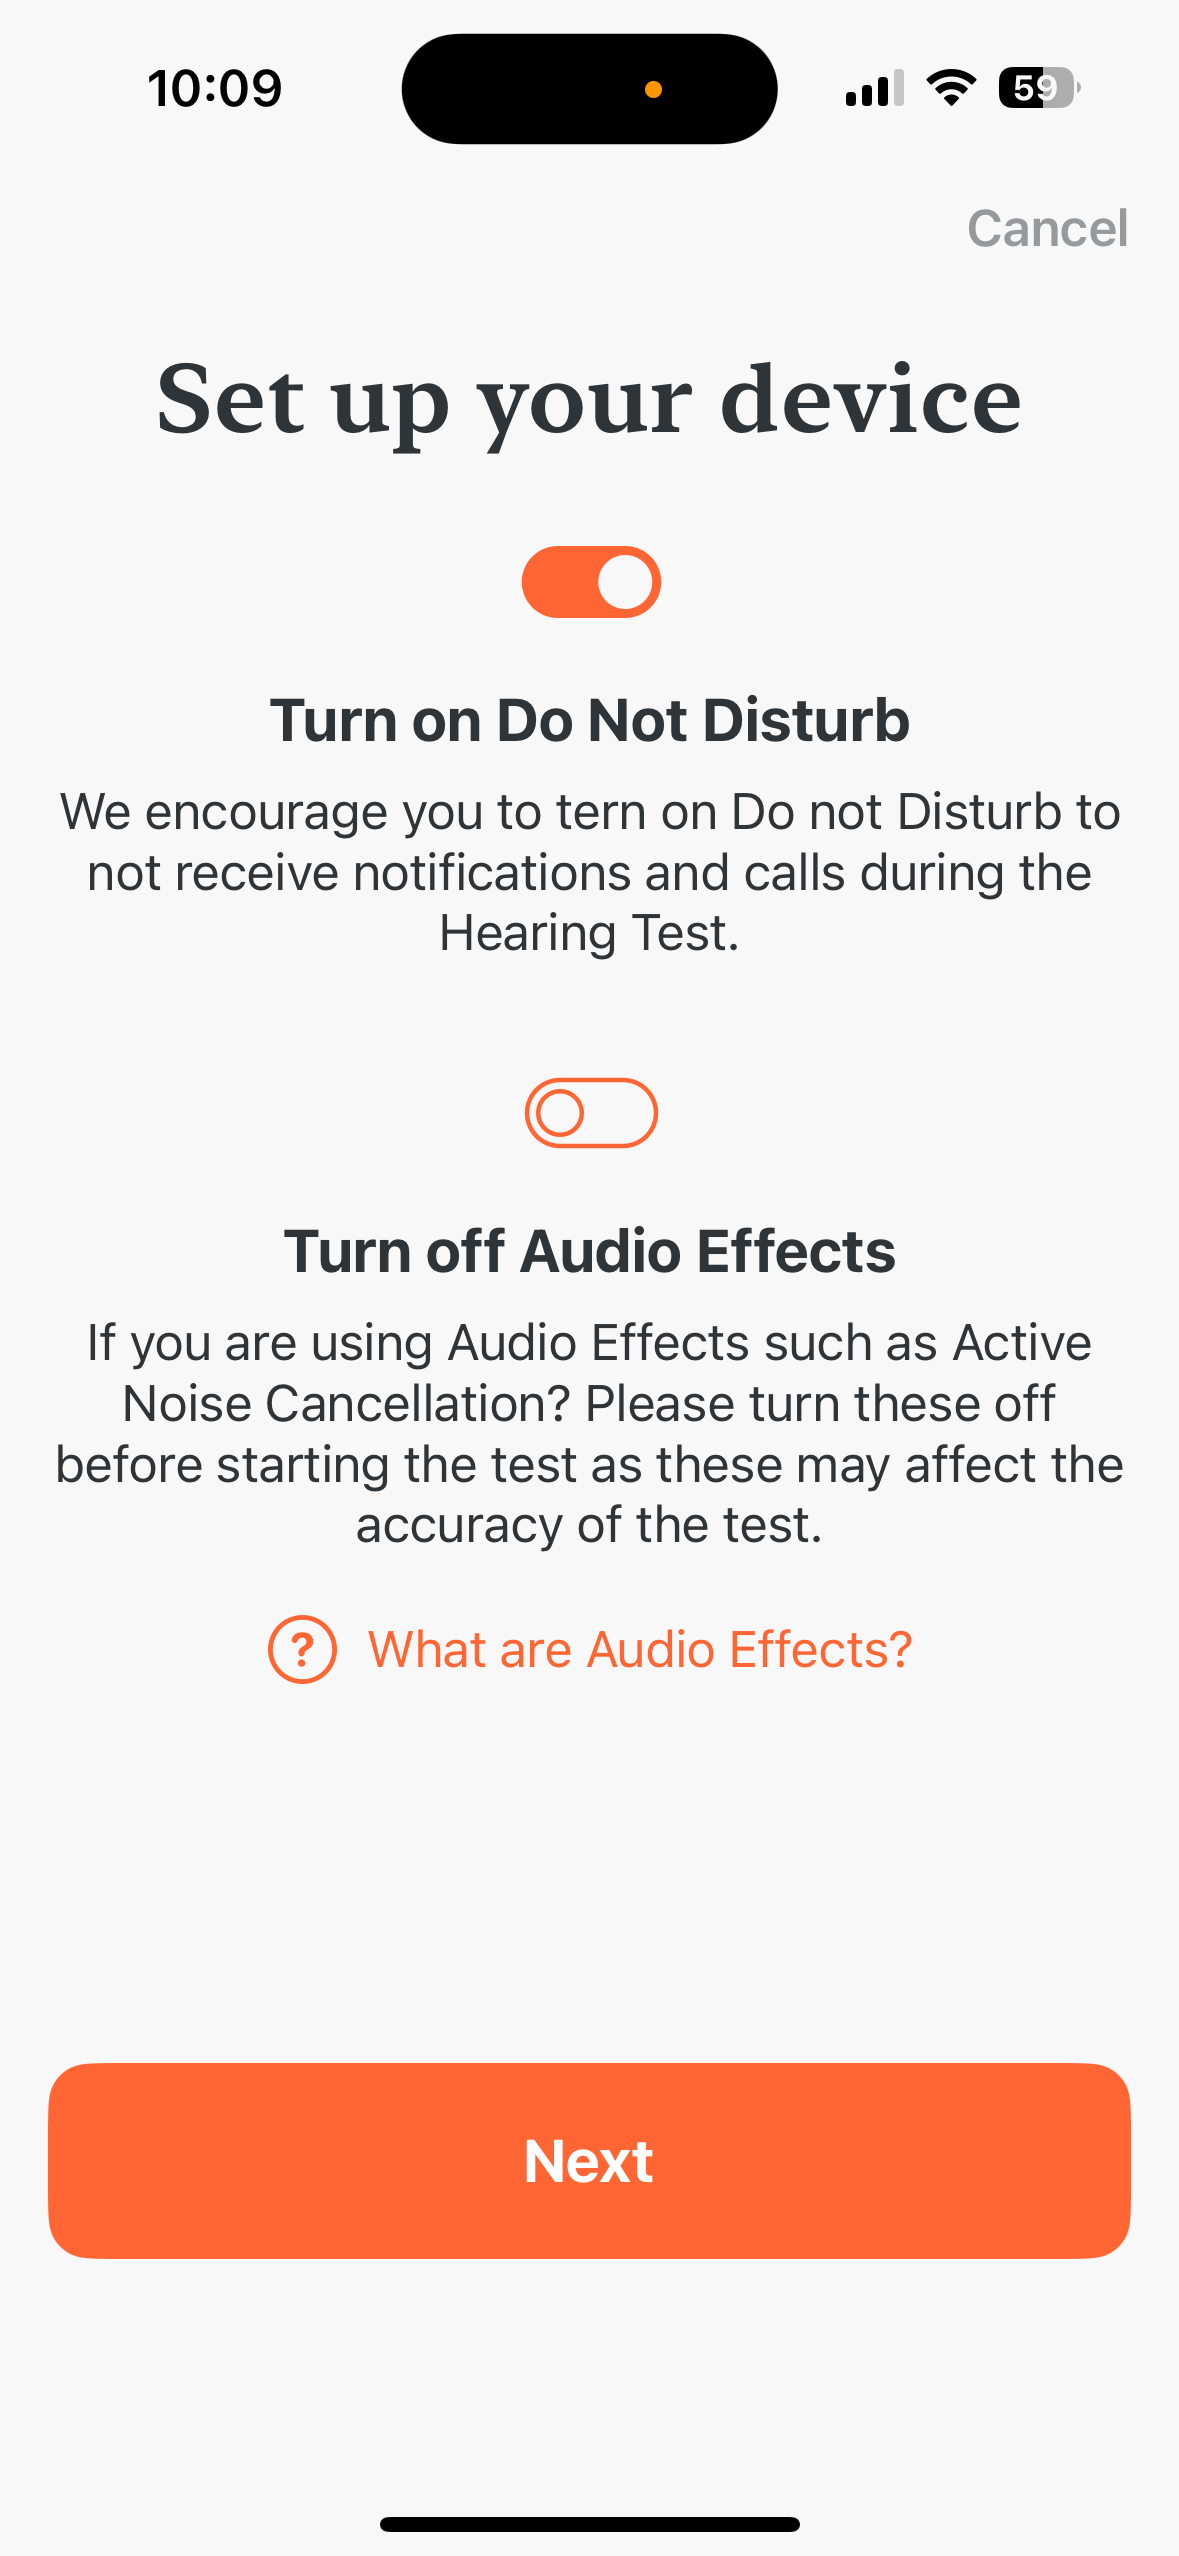 10:09
59
Cancel
Set up your device
Turn on Do Not Disturb
We encourage you to tern on Do not Disturb to
not receive notifications and calls during the
Hearing Test.
Turn off Audio Effects
If you are using Audio Effects such as Active
Noise Cancellation? Please turn these off
before starting the test as these may affect the
accuracy of the test.
? What are Audio Effects?
Next